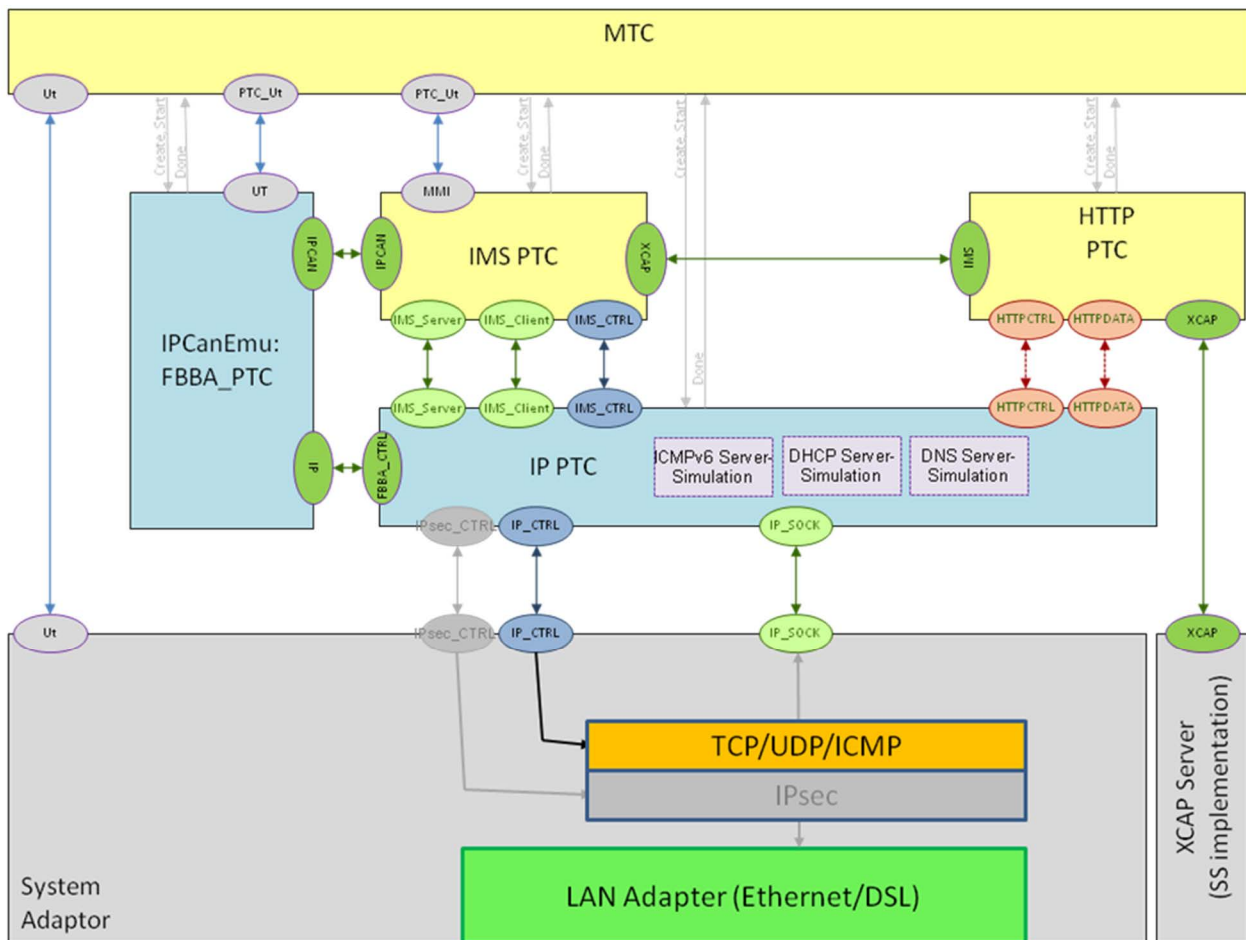 MTC
Ut
PTC_Ut
PTC_Ut
Create_Start
Done
Create_Start
Done
Create_Start
Done
Create_Start
Done
UT
MMI
IPCanEmu:
FBBA_PTC
IPCAN
IPCAN
IMS PTC
XCAP
SMI
HTTP
PTC
IMS_Server
IMS_Client
IMS_CTRL
HTTPCTRL
HTTPDATA
XCAP
IMS_Server
IMS_Client
IMS_CTRL
HTTPCTRL
HTTPDATA
IP
FBBA_CTRL
IP PTC
ICMPv6 Server-
Simulation
DHCP Server-
Simulation
DNS Server-
Simulation
IPsec_CTRL
IP_CTRL
IP_SOCK
Ut
IPsec_CTRL
IP_CTRL
IP_SOCK
XCAP
TCP/UDP/ICMP
IPsec
LAN Adapter (Ethernet/DSL)
System
Adaptor
XCAP Server
(SS implementation)